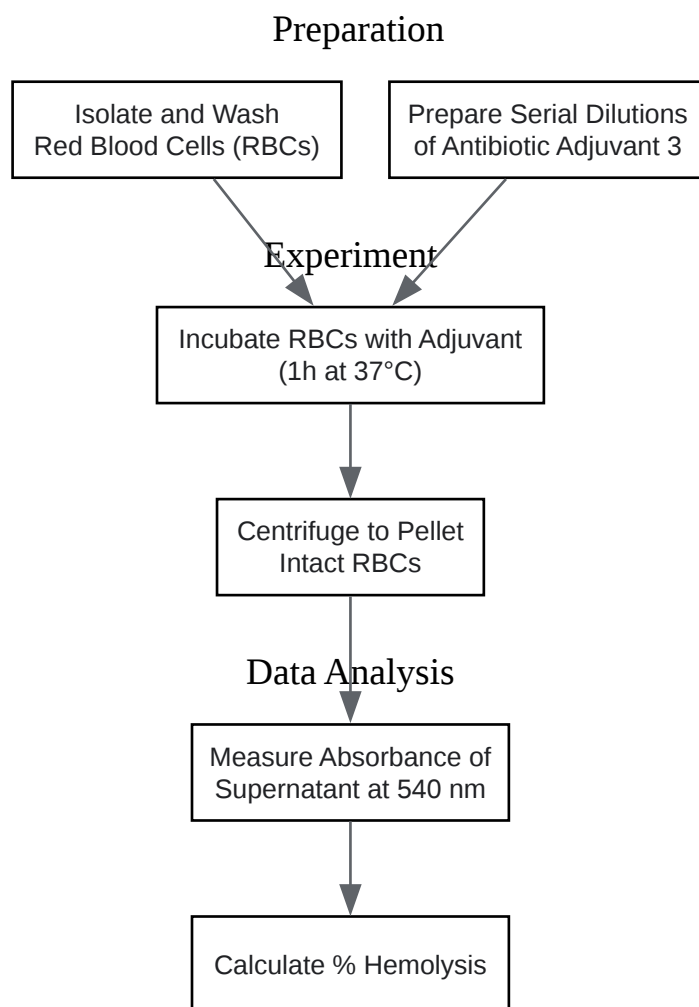 Preparation
Isolate and Wash
Red Blood Cells (RBCs)
Prepare Serial Dilutions
of Antibiotic Adjuvant 3
Experiment
Incubate RBCs with Adjuvant
(1h at 37°C)
Centrifuge to Pellet
Intact RBCs
Data Analysis
Measure Absorbance of
Supernatant at 540 nm
Calculate % Hemolysis